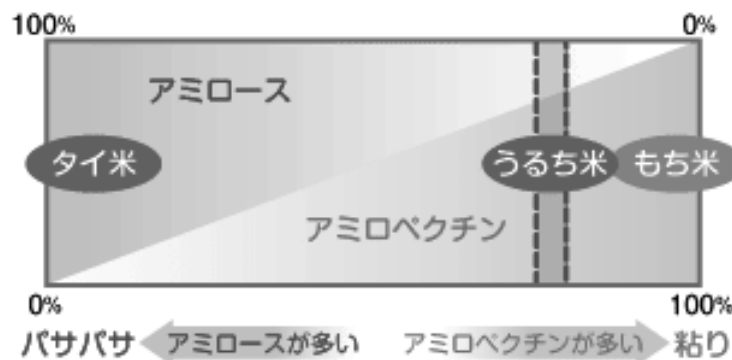 100% 0%
アミロース
タイ米 うるち米 もち米
アミロペクチン
0% 100%
パサパサ アミロースが多い アミロペクチンが多い 粘り